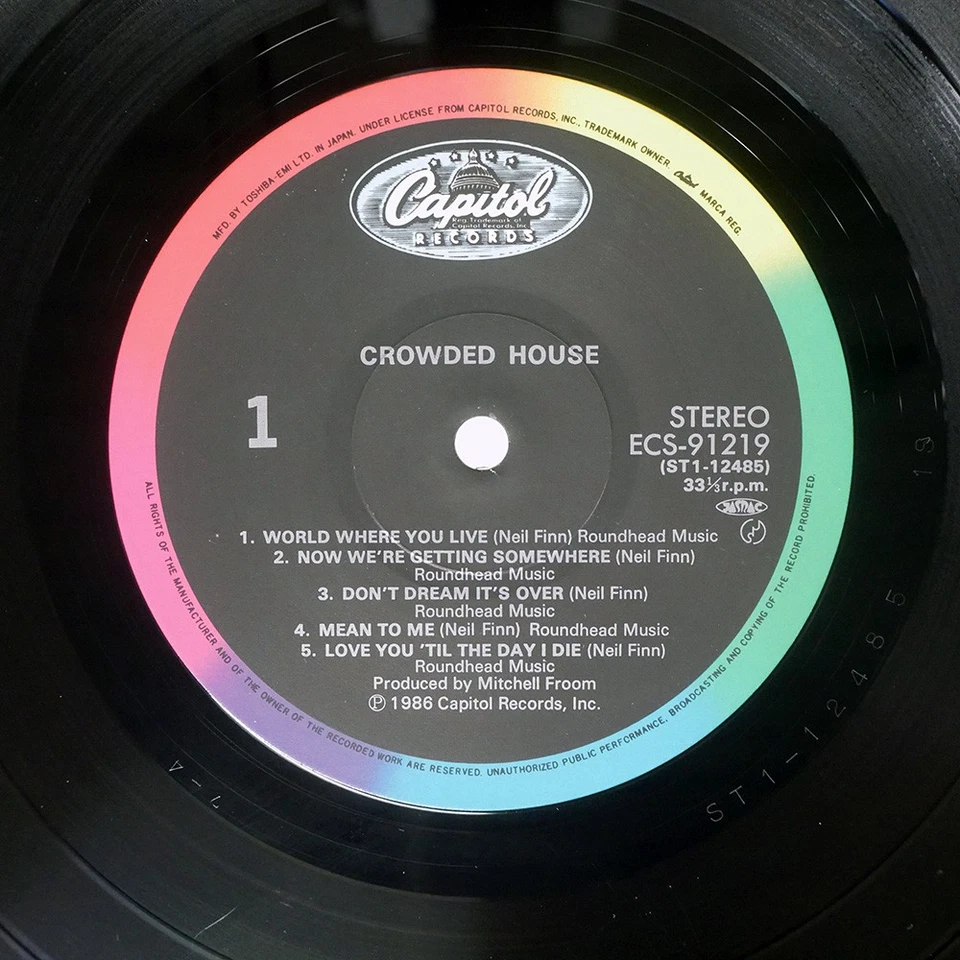 MFD. BY TOSHIBA-EMI LTD. IN JAPAN. UNDER LICENSE FROM CAPITOL RECORDS, INC., TRADEMARK OWNER. Capitol MARCA REG.
Capitol
Reg. Trademark of
Capitol Records, Inc.
RECORDS
CROWDED HOUSE
1
STEREO
ECS-91219
(ST1-12485)
33⅓r.p.m.
JASRAC
1. WORLD WHERE YOU LIVE (Neil Finn) Roundhead Music
2. NOW WE'RE GETTING SOMEWHERE (Neil Finn)
Roundhead Music
3. DON'T DREAM IT'S OVER (Neil Finn)
Roundhead Music
4. MEAN TO ME (Neil Finn) Roundhead Music
5. LOVE YOU 'TIL THE DAY I DIE (Neil Finn)
Roundhead Music
Produced by Mitchell Froom
Ⓟ 1986 Capitol Records, Inc.
ALL RIGHTS OF THE MANUFACTURER AND OF THE OWNER OF THE RECORDED WORK ARE RESERVED. UNAUTHORIZED PUBLIC PERFORMANCE, BROADCASTING AND COPYING OF THE RECORD PROHIBITED.
ST1-12485 19
7-4